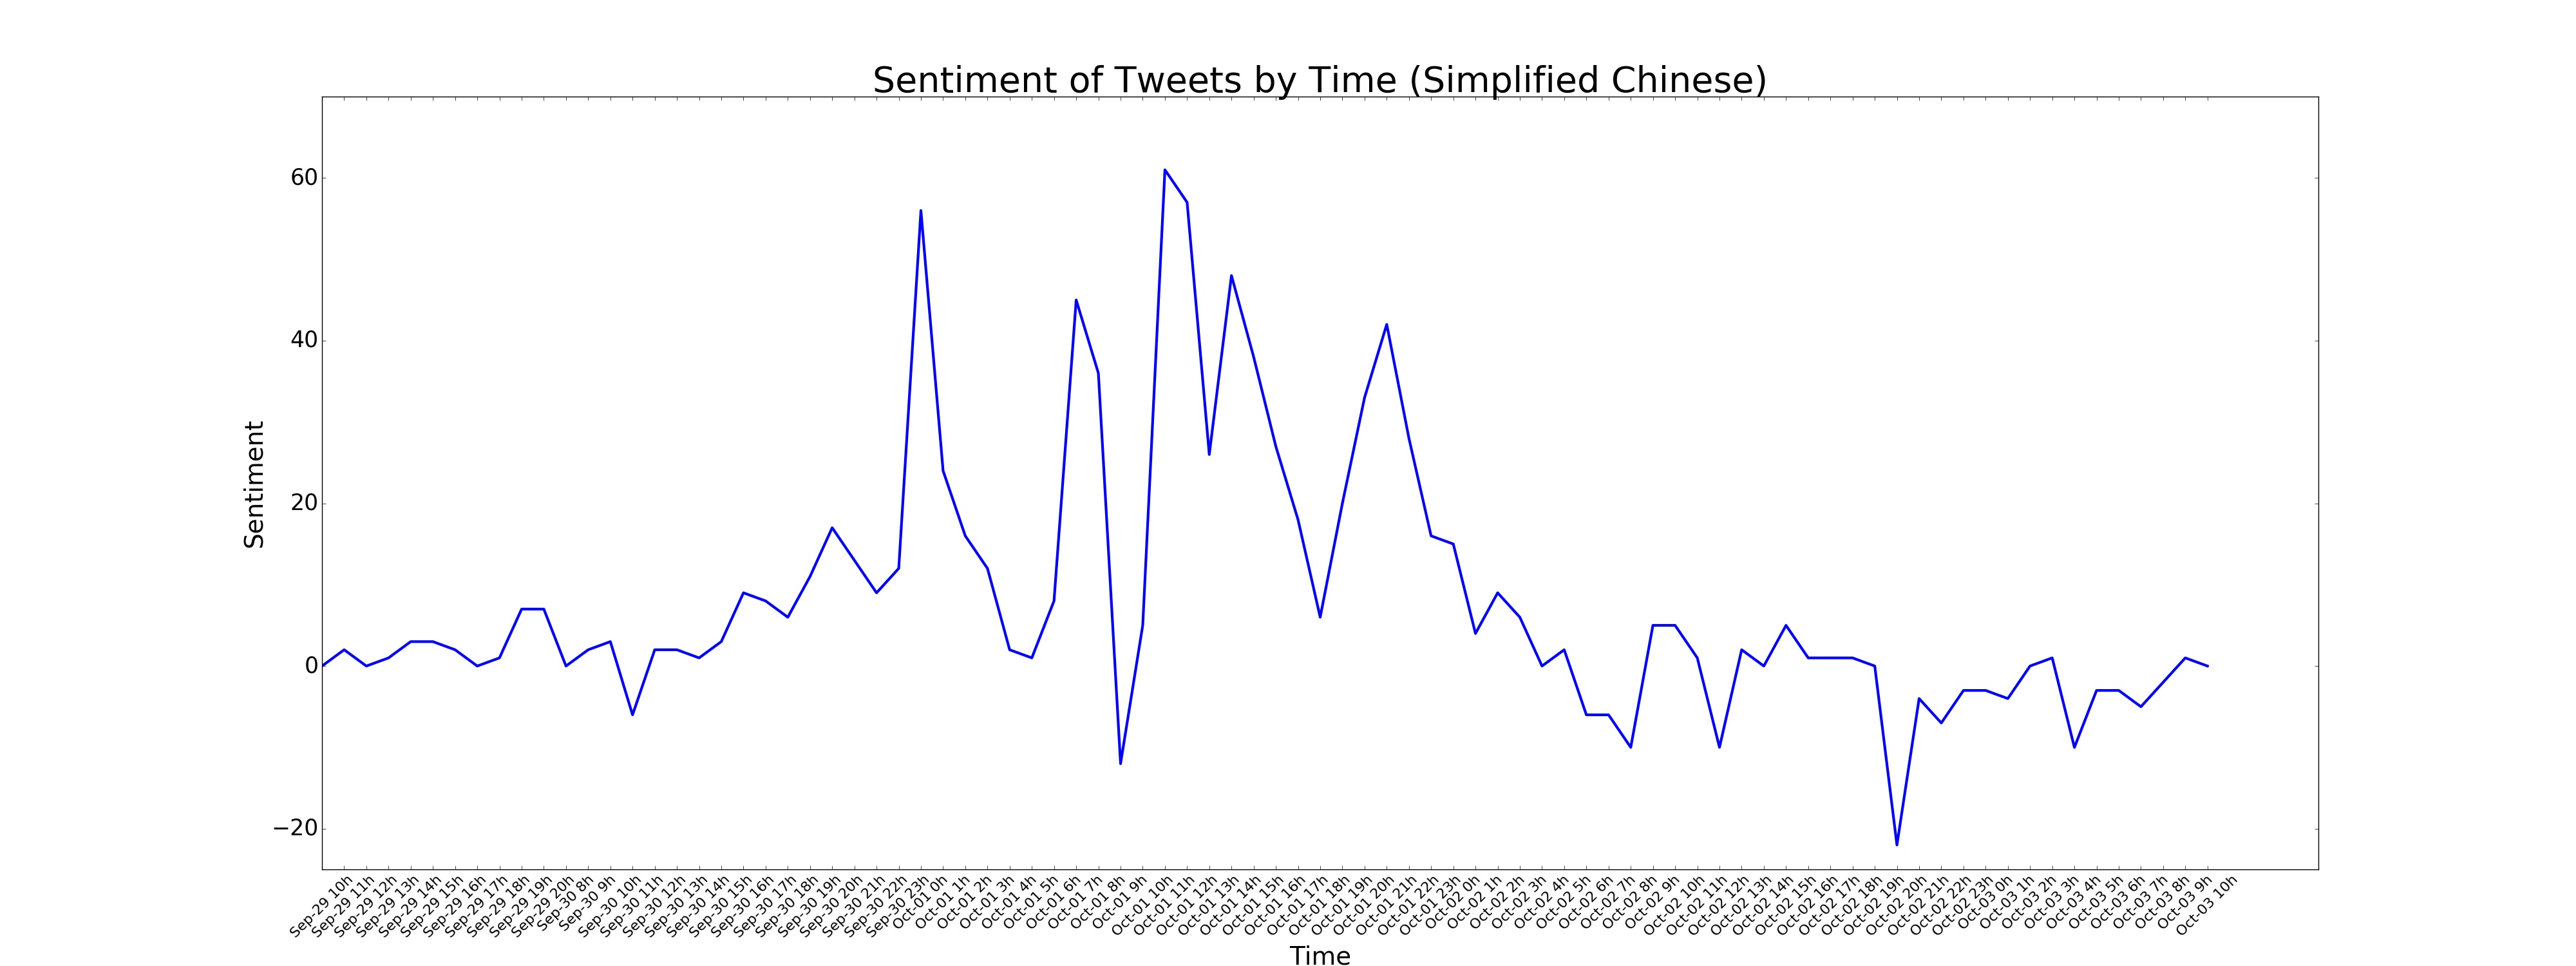 Sentiment of Tweets by Time (Simplified Chinese)
60
40
20
0
−20
Sentiment
Sep-29 10h
Sep-29 11h
Sep-29 12h
Sep-29 13h
Sep-29 14h
Sep-29 15h
Sep-29 16h
Sep-29 17h
Sep-29 18h
Sep-29 19h
Sep-29 20h
Sep-30 8h
Sep-30 9h
Sep-30 10h
Sep-30 11h
Sep-30 12h
Sep-30 13h
Sep-30 14h
Sep-30 15h
Sep-30 16h
Sep-30 17h
Sep-30 18h
Sep-30 19h
Sep-30 20h
Sep-30 21h
Sep-30 22h
Sep-30 23h
Oct-01 0h
Oct-01 1h
Oct-01 2h
Oct-01 3h
Oct-01 4h
Oct-01 5h
Oct-01 6h
Oct-01 7h
Oct-01 8h
Oct-01 9h
Oct-01 10h
Oct-01 11h
Oct-01 12h
Oct-01 13h
Oct-01 14h
Oct-01 15h
Oct-01 16h
Oct-01 17h
Oct-01 18h
Oct-01 19h
Oct-01 20h
Oct-01 21h
Oct-01 22h
Oct-01 23h
Oct-02 0h
Oct-02 1h
Oct-02 2h
Oct-02 3h
Oct-02 4h
Oct-02 5h
Oct-02 6h
Oct-02 7h
Oct-02 8h
Oct-02 9h
Oct-02 10h
Oct-02 11h
Oct-02 12h
Oct-02 13h
Oct-02 14h
Oct-02 15h
Oct-02 16h
Oct-02 17h
Oct-02 18h
Oct-02 19h
Oct-02 20h
Oct-02 21h
Oct-02 22h
Oct-02 23h
Oct-03 0h
Oct-03 1h
Oct-03 2h
Oct-03 3h
Oct-03 4h
Oct-03 5h
Oct-03 6h
Oct-03 7h
Oct-03 8h
Oct-03 9h
Oct-03 10h
Time